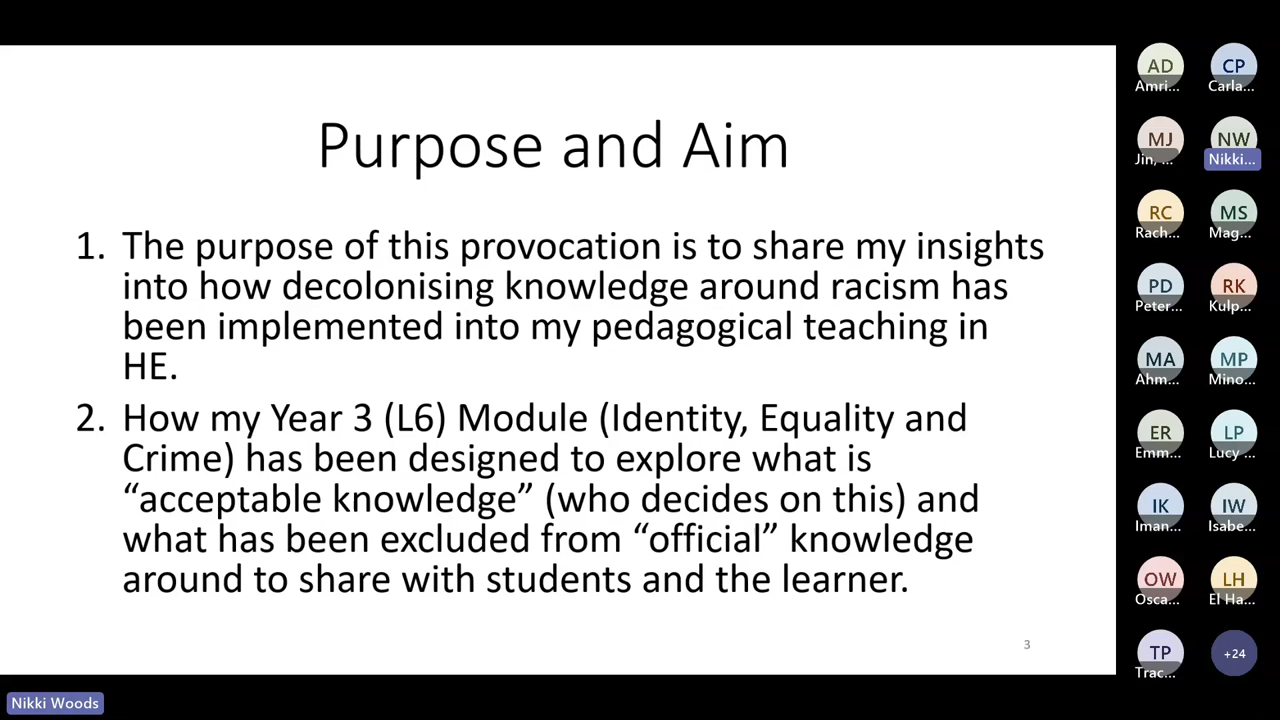 Purpose and Aim
1. The purpose of this provocation is to share my insights
into how decolonising knowledge around racism has
been implemented into my pedagogical teaching in
HE.
2. How my Year 3 (L6) Module (Identity, Equality and
Crime) has been designed to explore what is
“acceptable knowledge” (who decides on this) and
what has been excluded from “official” knowledge
around to share with students and the learner.
3
AD CP
Amri... Carla...
MJ NW
Jin, ... Nikki...
RC MS
Rach... Mag...
PD RK
Peter... Kulp...
MA MP
Ahm... Mino...
ER LP
Emm... Lucy ...
IK IW
Iman... Isabe...
OW LH
Osca... El Ha...
TP +24
Trac...
Nikki Woods